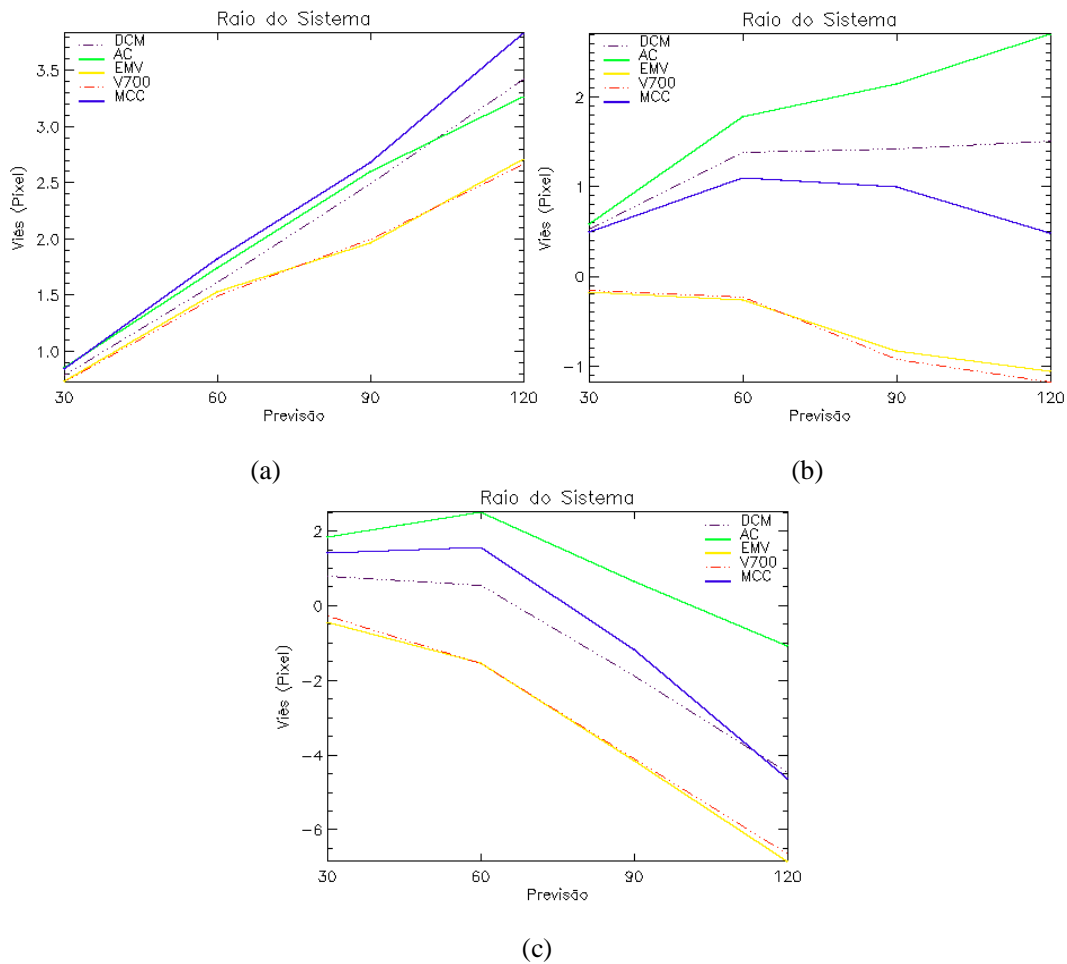 Raio do Sistema
DCM
AC
EMV
V700
MCC
3.5
3.0
2.5
2.0
1.5
1.0
Viés (Pixel)
30 60 90 120
Previsão
(a)
Raio do Sistema
DCM
AC
EMV
V700
MCC
2
1
0
-1
Viés (Pixel)
30 60 90 120
Previsão
(b)
Raio do Sistema
DCM
AC
EMV
V700
MCC
2
0
-2
-4
-6
Viés (Pixel)
30 60 90 120
Previsão
(c)